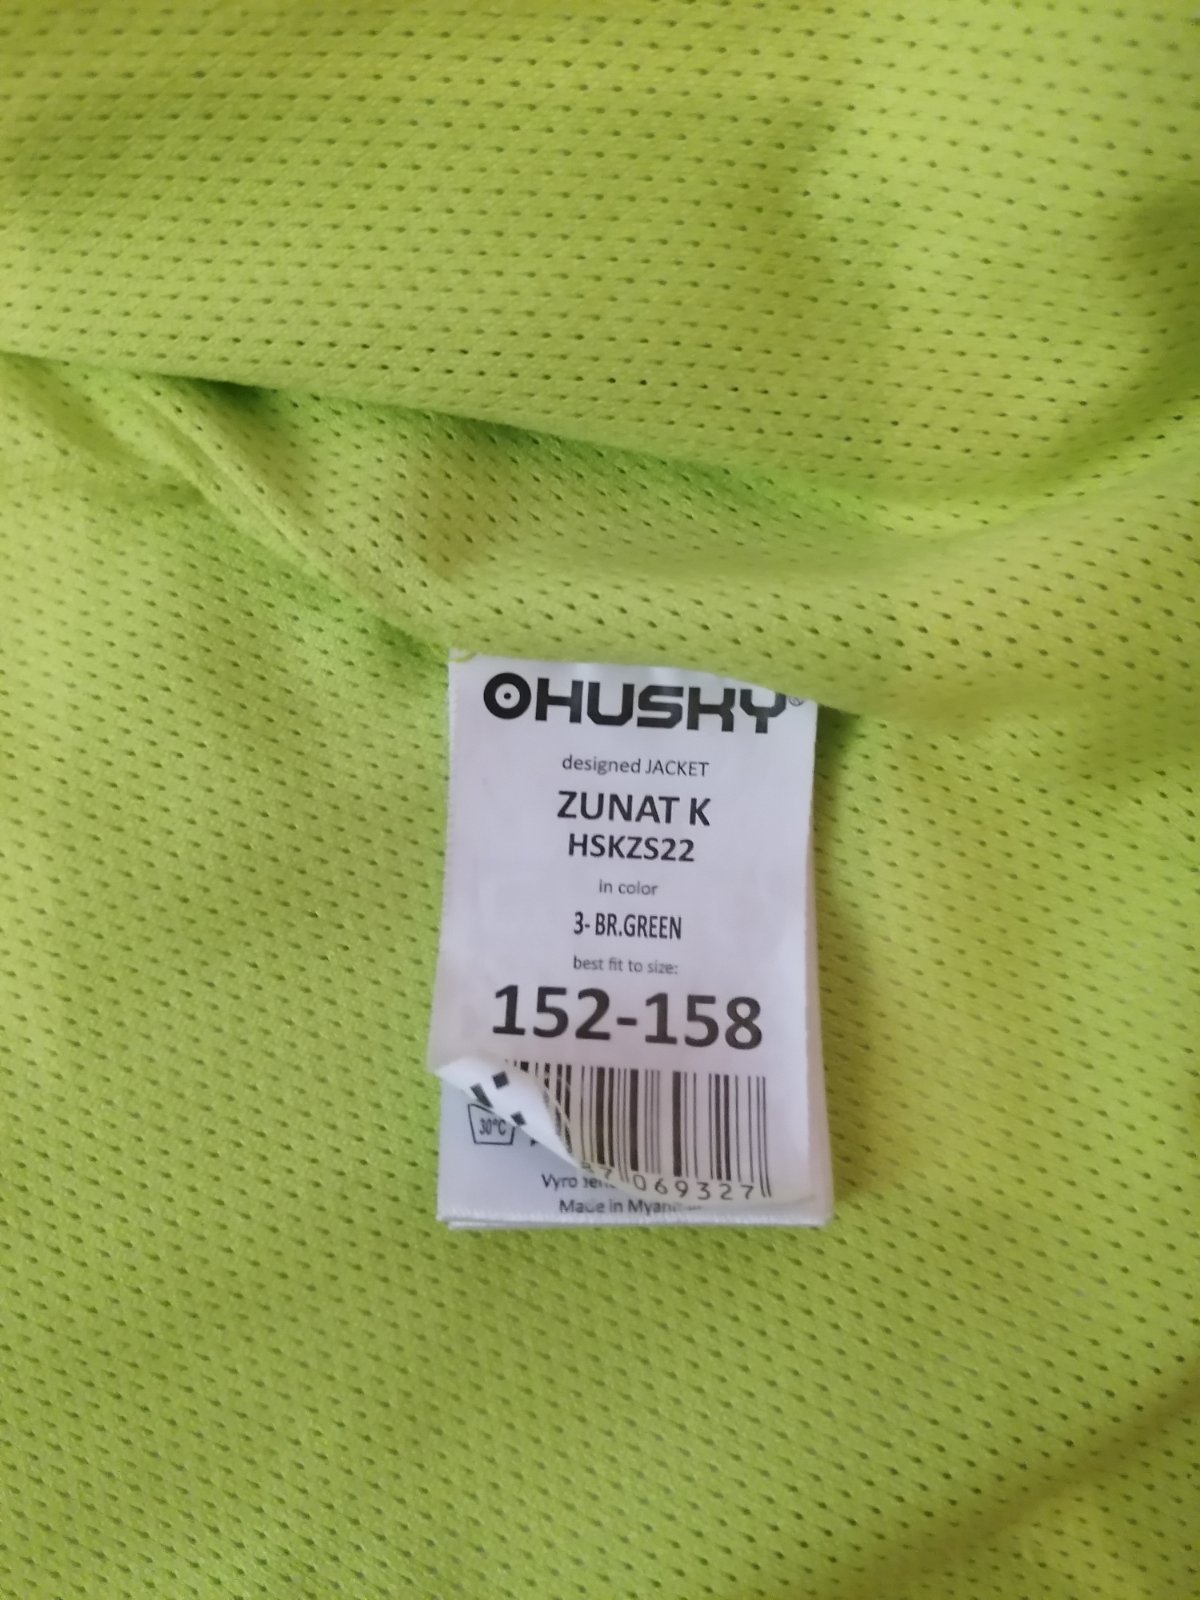 HUSKY®
designed JACKET
ZUNAT K
HSKZS22
in color
3- BR.GREEN
best fit to size:
152-158
30°C
069327
Made in